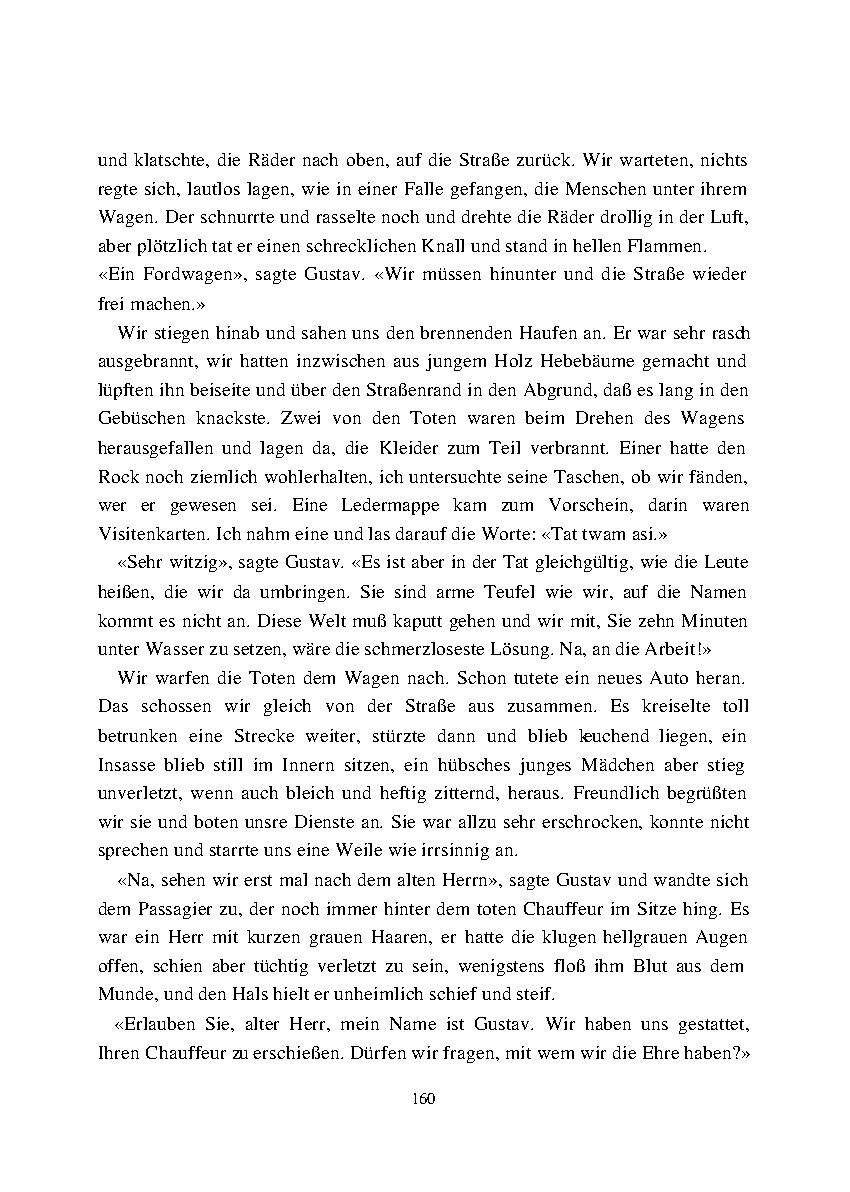 und klatschte, die Räder nach oben, auf die Straße zurück. Wir warteten, nichts
regte sich, lautlos lagen, wie in einer Falle gefangen, die Menschen unter ihrem
Wagen. Der schnurrte und rasselte noch und drehte die Räder drollig in der Luft,
aber plötzlich tat er einen schrecklichen Knall und stand in hellen Flammen.
«Ein Fordwagen», sagte Gustav. «Wir müssen hinunter und die Straße wieder
frei machen.»
Wir stiegen hinab und sahen uns den brennenden Haufen an. Er war sehr rasch
ausgebrannt, wir hatten inzwischen aus jungem Holz Hebebäume gemacht und
lüpften ihn beiseite und über den Straßenrand in den Abgrund, daß es lang in den
Gebüschen knackste. Zwei von den Toten waren beim Drehen des Wagens
herausgefallen und lagen da, die Kleider zum Teil verbrannt. Einer hatte den
Rock noch ziemlich wohlerhalten, ich untersuchte seine Taschen, ob wir fänden,
wer er gewesen sei. Eine Ledermappe kam zum Vorschein, darin waren
Visitenkarten. Ich nahm eine und las darauf die Worte: «Tat twam asi.»
«Sehr witzig», sagte Gustav. «Es ist aber in der Tat gleichgültig, wie die Leute
heißen, die wir da umbringen. Sie sind arme Teufel wie wir, auf die Namen
kommt es nicht an. Diese Welt muß kaputt gehen und wir mit, Sie zehn Minuten
unter Wasser zu setzen, wäre die schmerzloseste Lösung. Na, an die Arbeit!»
Wir warfen die Toten dem Wagen nach. Schon tutete ein neues Auto heran.
Das schossen wir gleich von der Straße aus zusammen. Es kreiselte toll
betrunken eine Strecke weiter, stürzte dann und blieb keuchend liegen, ein
Insasse blieb still im Innern sitzen, ein hübsches junges Mädchen aber stieg
unverletzt, wenn auch bleich und heftig zitternd, heraus. Freundlich begrüßten
wir sie und boten unsre Dienste an. Sie war allzu sehr erschrocken, konnte nicht
sprechen und starrte uns eine Weile wie irrsinnig an.
«Na, sehen wir erst mal nach dem alten Herrn», sagte Gustav und wandte sich
dem Passagier zu, der noch immer hinter dem toten Chauffeur im Sitze hing. Es
war ein Herr mit kurzen grauen Haaren, er hatte die klugen hellgrauen Augen
offen, schien aber tüchtig verletzt zu sein, wenigstens floß ihm Blut aus dem
Munde, und den Hals hielt er unheimlich schief und steif.
«Erlauben Sie, alter Herr, mein Name ist Gustav. Wir haben uns gestattet,
Ihren Chauffeur zu erschießen. Dürfen wir fragen, mit wem wir die Ehre haben?»
160